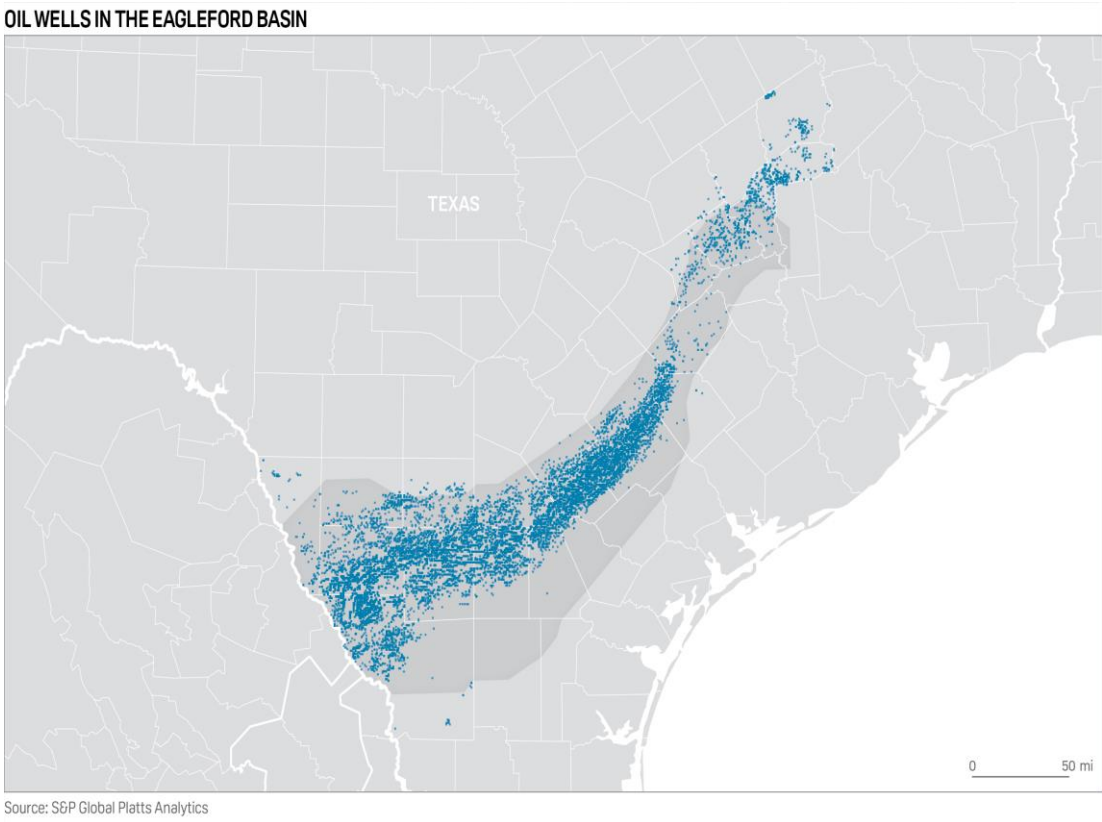 OIL WELLS IN THE EAGLEFORD BASIN
TEXAS
0 50 mi
Source: S&P Global Platts Analytics